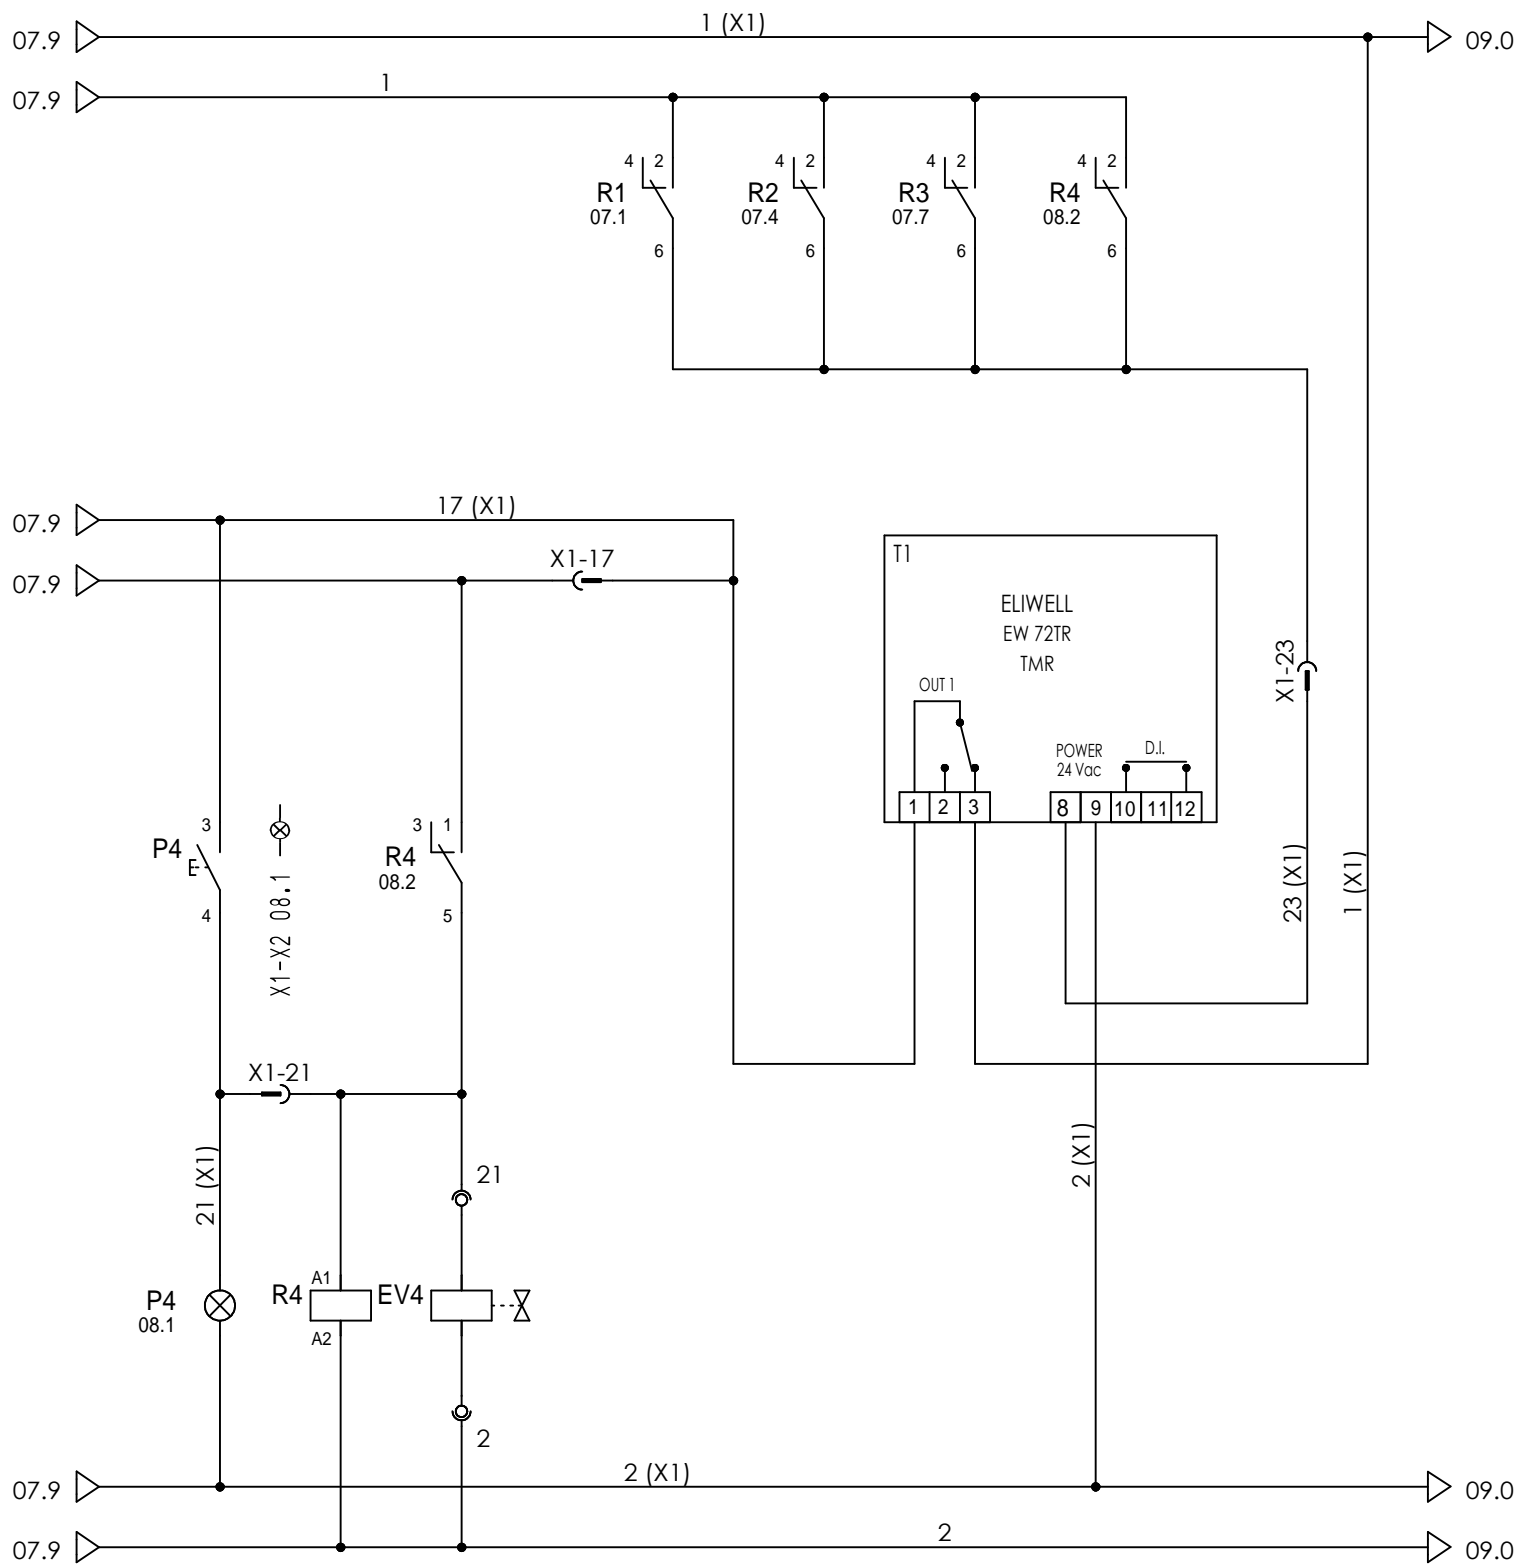 1 (X1)
07.9
09.0
1
07.9
4 2
R1
07.1
6
4 2
R2
07.4
6
4 2
R3
07.7
6
4 2
R4
08.2
6
17 (X1)
07.9
X1-17
07.9
T1
ELIWELL
EW 72TR
TMR
OUT 1
POWER
24 Vac
D.I.
1 2 3
8 9 10 11 12
X1-23
23 (X1)
1 (X1)
3
P4
E
4
X1-X2 08.1
3 1
R4
08.2
5
X1-21
21 (X1)
21
2 (X1)
P4
08.1
A1
R4
A2
EV4
2
2 (X1)
07.9
09.0
2
07.9
09.0